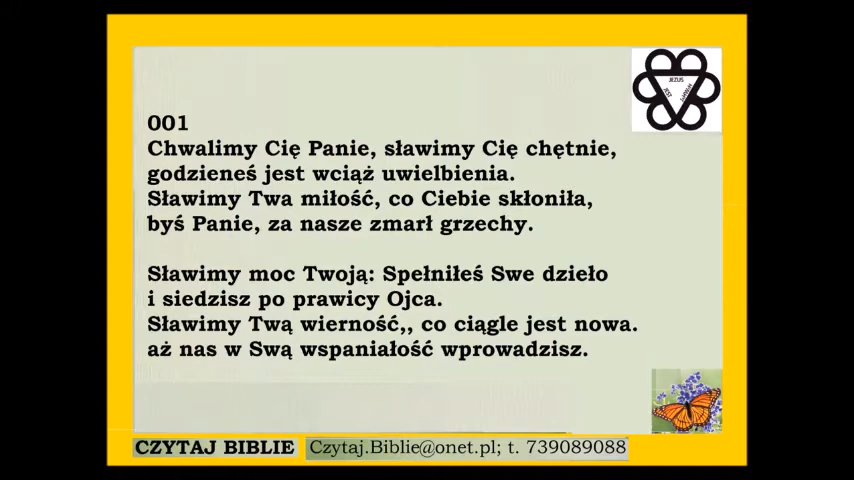 001
Chwalimy Cię Panie, sławimy Cię chętnie,
godzieneś jest wciąż uwielbienia.
Sławimy Twa miłość, co Ciebie skłoniła,
byś Panie, za nasze zmarł grzechy.
Sławimy moc Twoją: Spełniłeś Swe dzieło
i siedzisz po prawicy Ojca.
Sławimy Twą wierność,, co ciągle jest nowa.
aż nas w Swą wspaniałość wprowadzisz.
JEZUS
JEST
CZYTAJ BIBLIE
Czytaj.Biblie@onet.pl; t. 739089088